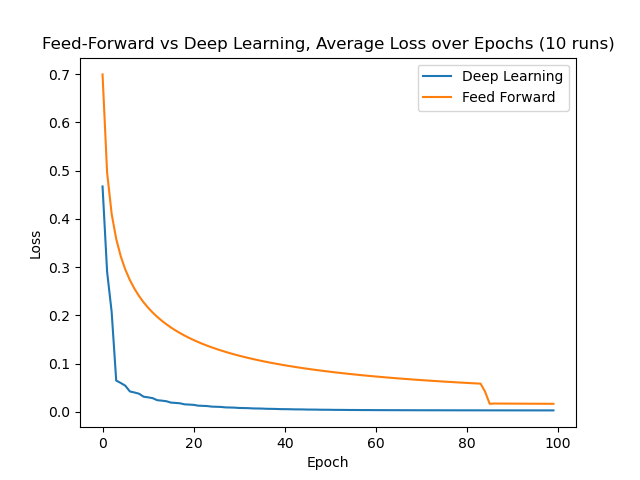 Feed-Forward vs Deep Learning, Average Loss over Epochs (10 runs)
Deep Learning
Feed Forward
0.7
0.6
0.5
0.4
0.3
0.2
0.1
0.0
Loss
0 20 40 60 80 100
Epoch